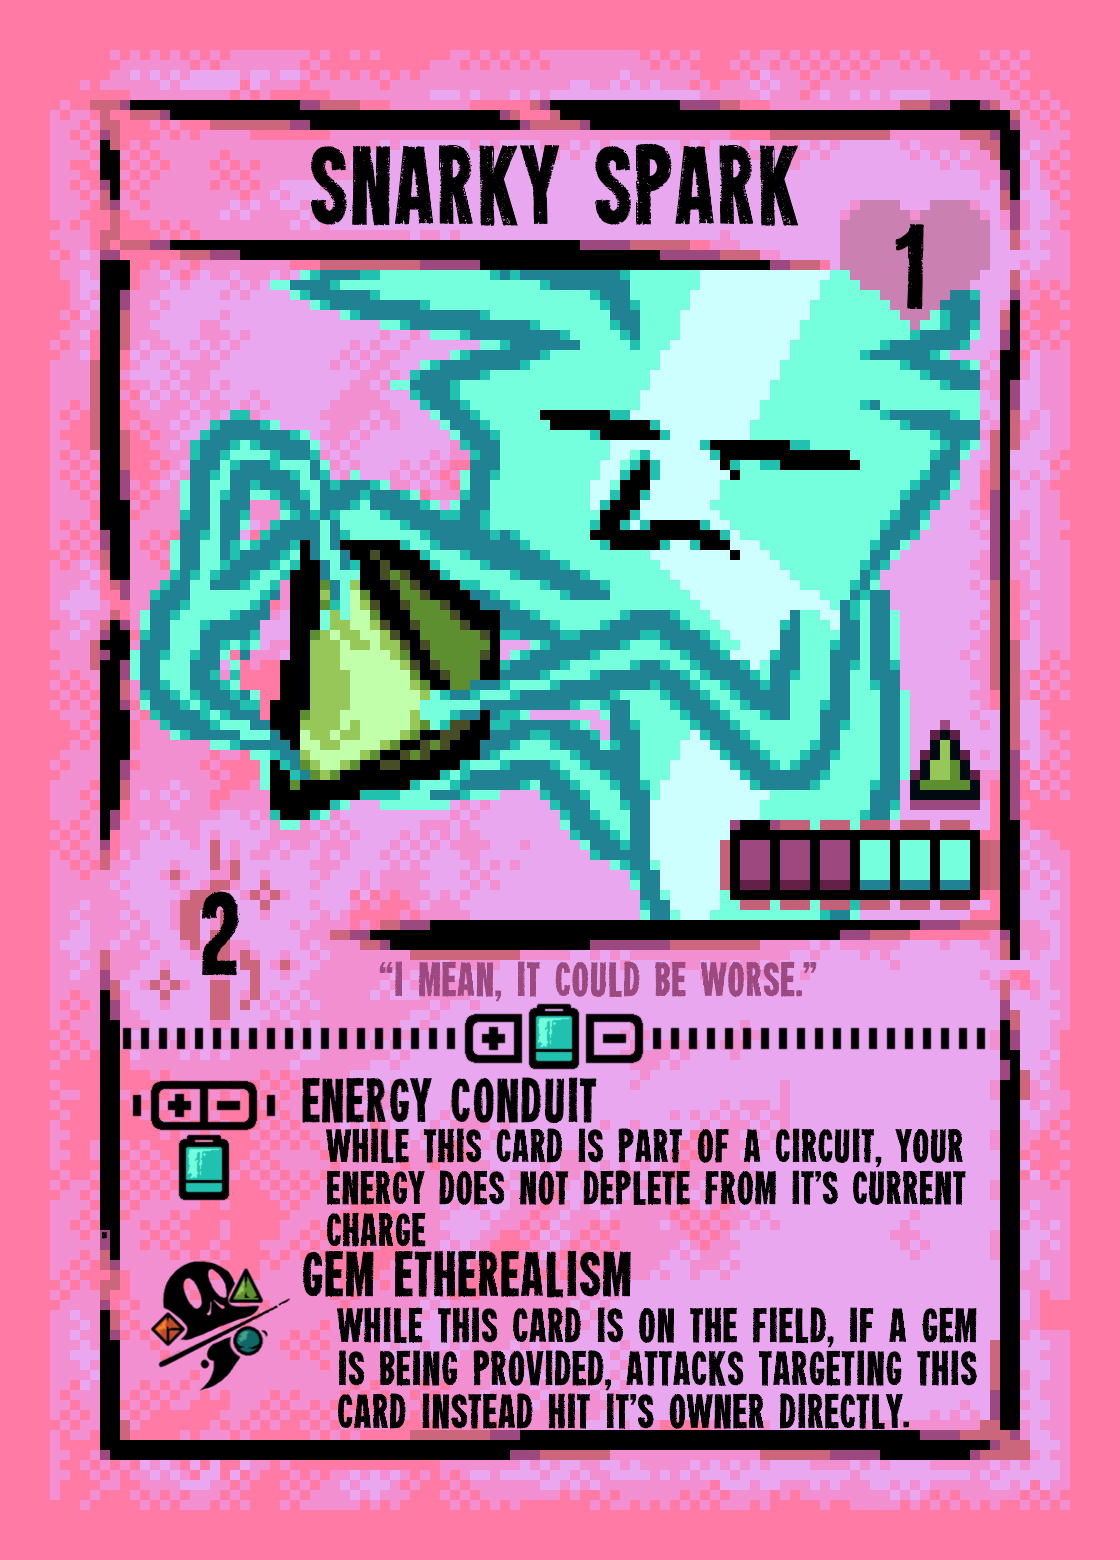 SNARKY SPARK
1
2
“I MEAN, IT COULD BE WORSE.”
ENERGY CONDUIT
WHILE THIS CARD IS PART OF A CIRCUIT, YOUR
ENERGY DOES NOT DEPLETE FROM IT’S CURRENT
CHARGE
GEM ETHEREALISM
WHILE THIS CARD IS ON THE FIELD, IF A GEM
IS BEING PROVIDED, ATTACKS TARGETING THIS
CARD INSTEAD HIT IT’S OWNER DIRECTLY.